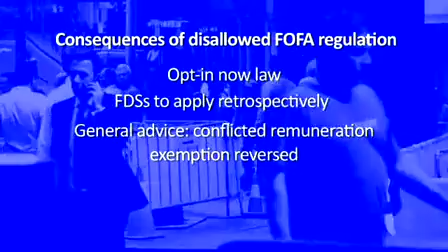 Consequences of disallowed FOFA regulation
Opt-in now law
FDSs to apply retrospectively
General advice: conflicted remuneration
exemption reversed